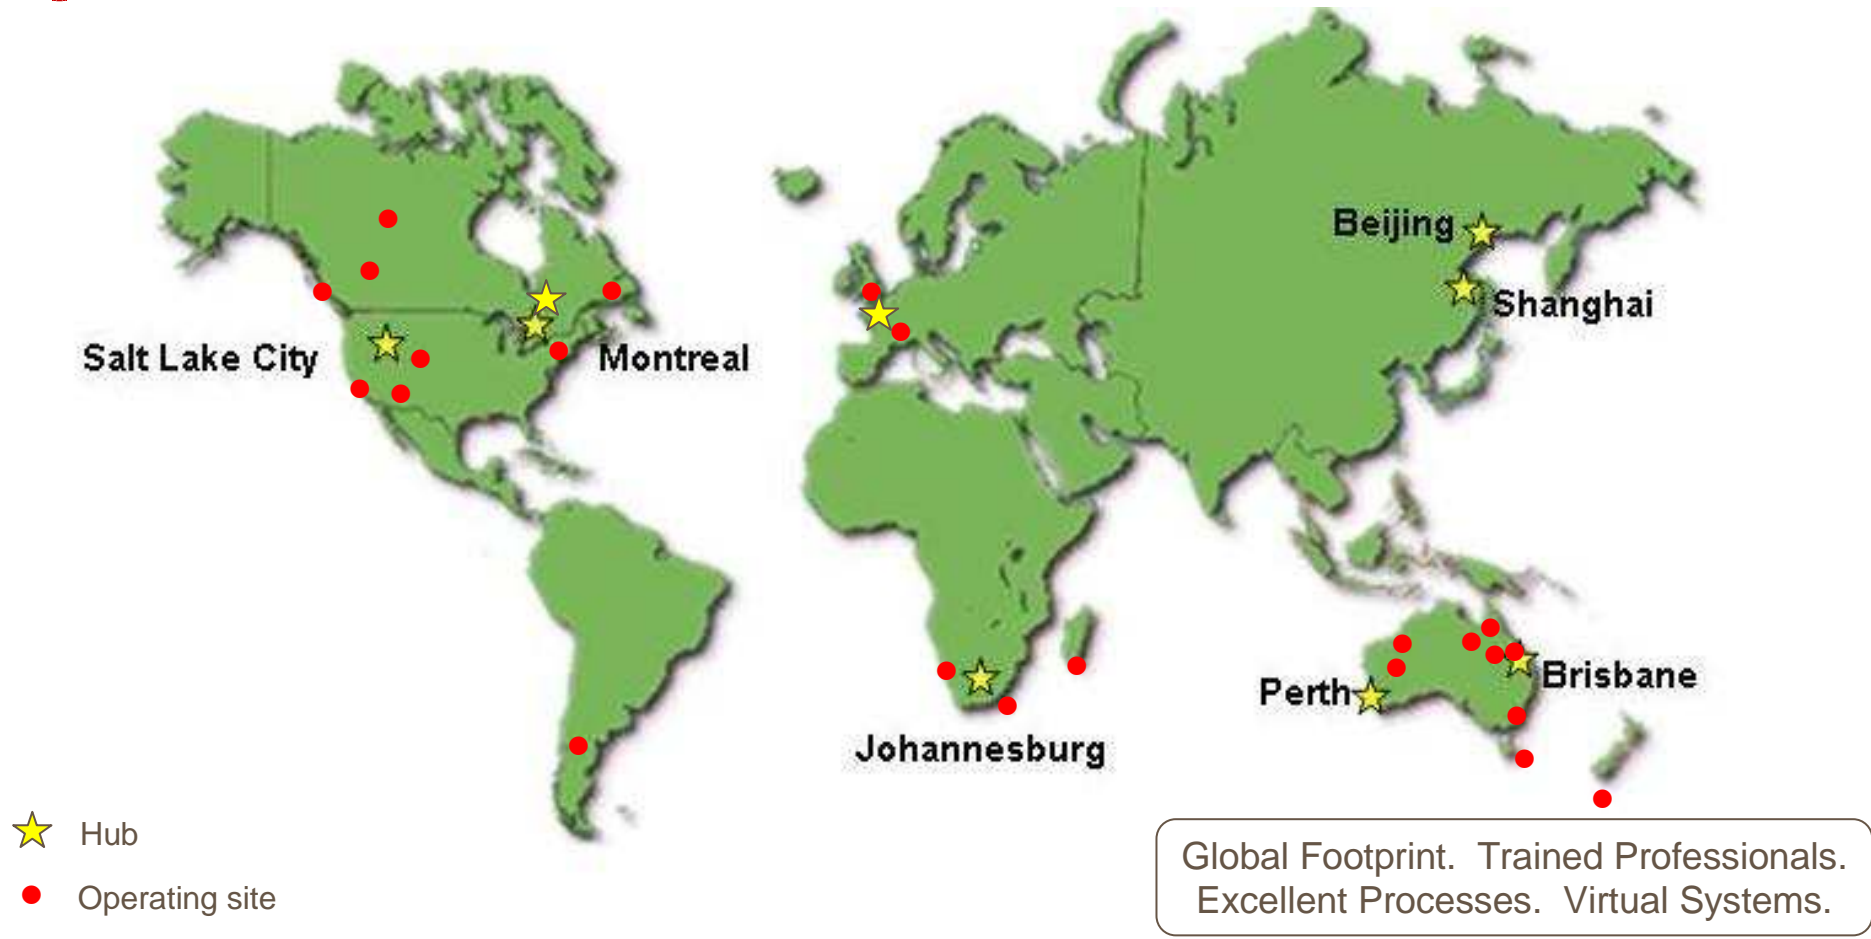 Beijing
Shanghai
Salt Lake City
Montreal
Perth
Brisbane
Johannesburg
Hub
Operating site
Global Footprint.  Trained Professionals.
Excellent Processes.  Virtual Systems.